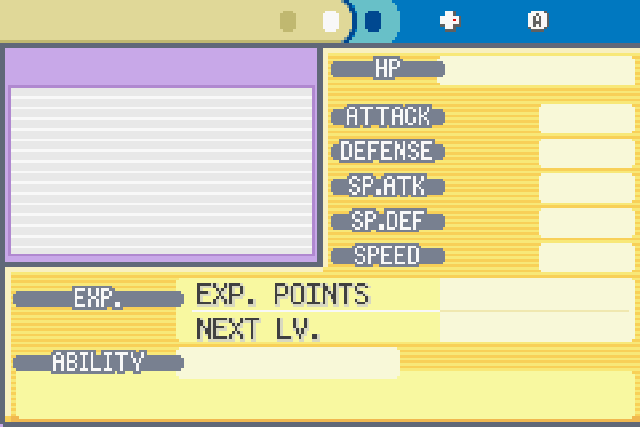 A
HP
ATTACK
DEFENSE
SP.ATK
SP.DEF
SPEED
EXP.
EXP. POINTS
NEXT LV.
ABILITY